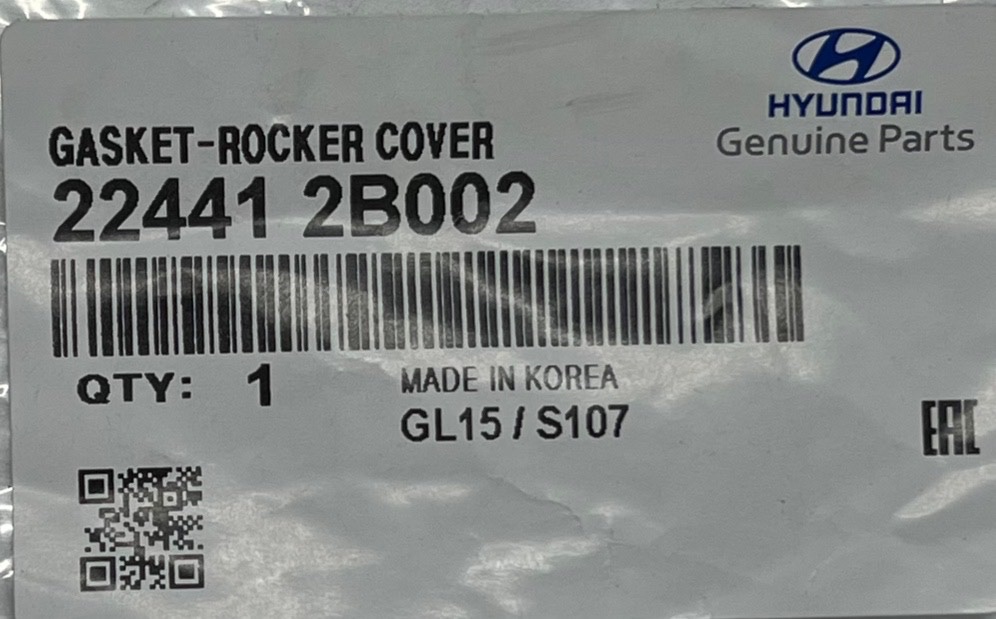 HYUNDAI
Genuine Parts
GASKET-ROCKER COVER
22441 2B002
QTY: 1
MADE IN KOREA
GL15 / S107
EAC